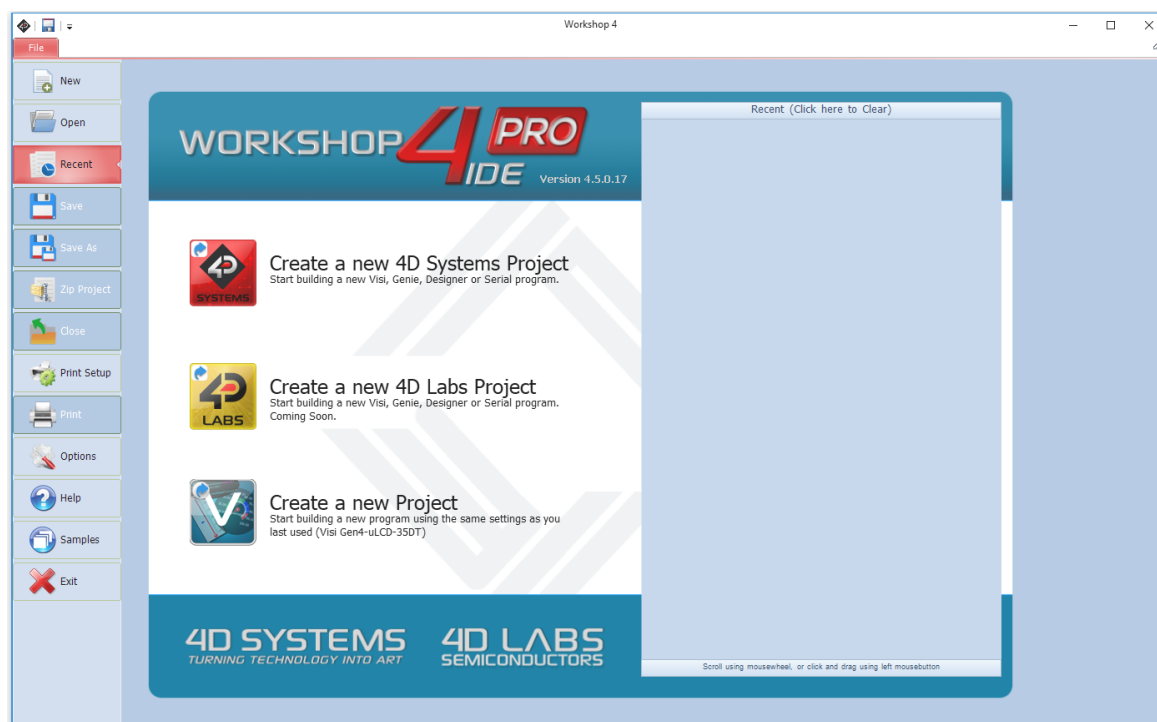 Workshop 4
File
New
Open
Recent
Save
Save As
Zip Project
Close
Print Setup
Print
Options
Help
Samples
Exit
WORKSHOP 4 PRO
IDE
Version 4.5.0.17
4D
SYSTEMS
Create a new 4D Systems Project
Start building a new Visi, Genie, Designer or Serial program.
4D
LABS
Create a new 4D Labs Project
Start building a new Visi, Genie, Designer or Serial program.
Coming Soon.
V
Create a new Project
Start building a new program using the same settings as you
last used (Visi Gen4-uLCD-35DT)
4D SYSTEMS
TURNING TECHNOLOGY INTO ART
4D LABS
SEMICONDUCTORS
Recent (Click here to Clear)
Scroll using mousewheel, or click and drag using left mousebutton